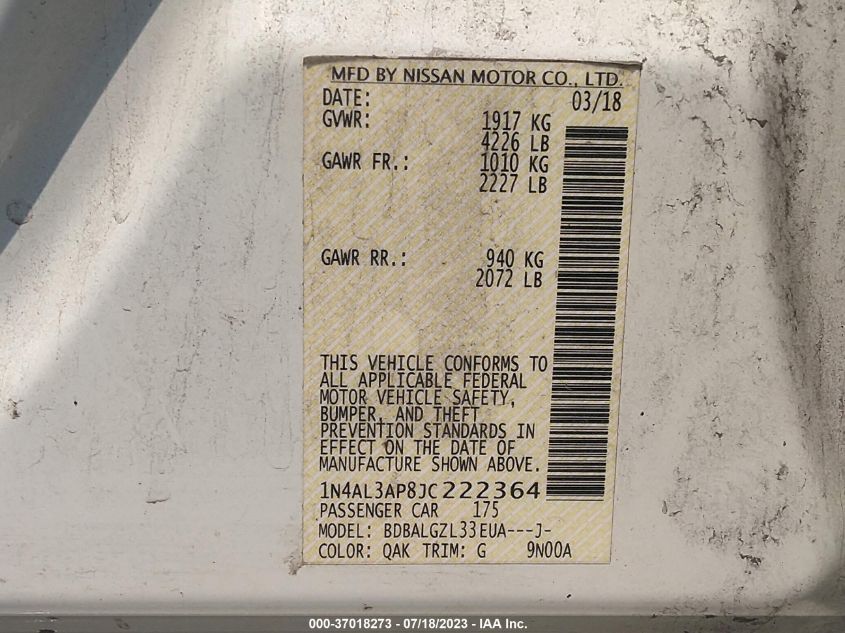 MFD BY NISSAN MOTOR CO., LTD.
DATE: 03/18
GVWR: 1917 KG
4226 LB
GAWR FR.: 1010 KG
2227 LB
GAWR RR.: 940 KG
2072 LB
THIS VEHICLE CONFORMS TO
ALL APPLICABLE FEDERAL
MOTOR VEHICLE SAFETY,
BUMPER, AND THEFT
PREVENTION STANDARDS IN
EFFECT ON THE DATE OF
MANUFACTURE SHOWN ABOVE.
1N4AL3AP8JC222364
PASSENGER CAR 175
MODEL: BDBALGZL33EUA---J-
COLOR: QAK TRIM: G 9N00A
000-37018273 - 07/18/2023 - IAA Inc.